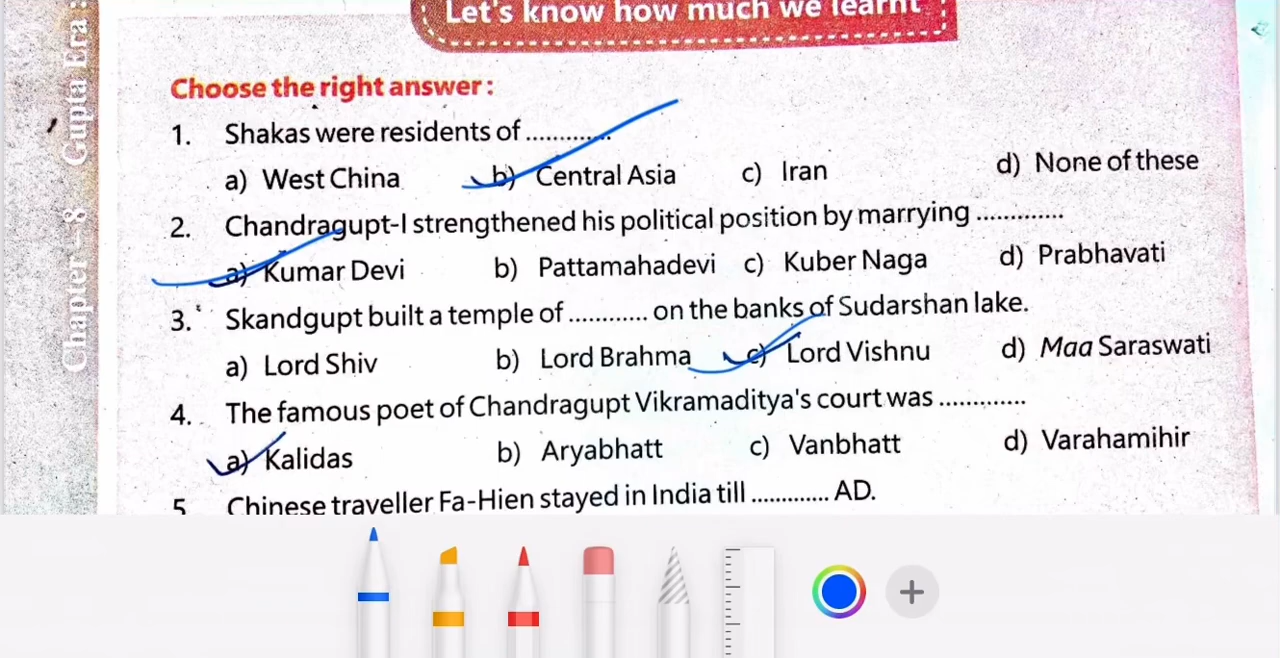 Let's know how much we learnt
Chapter - 8 Gupta Era :
Choose the right answer :
1. Shakas were residents of .............
a) West China b) Central Asia c) Iran d) None of these
2. Chandragupt-I strengthened his political position by marrying .............
a) Kumar Devi b) Pattamahadevi c) Kuber Naga d) Prabhavati
3. Skandgupt built a temple of ............ on the banks of Sudarshan lake.
a) Lord Shiv b) Lord Brahma c) Lord Vishnu d) Maa Saraswati
4. The famous poet of Chandragupt Vikramaditya's court was .............
a) Kalidas b) Aryabhatt c) Vanbhatt d) Varahamihir
5 Chinese traveller Fa-Hien stayed in India till ............. AD.